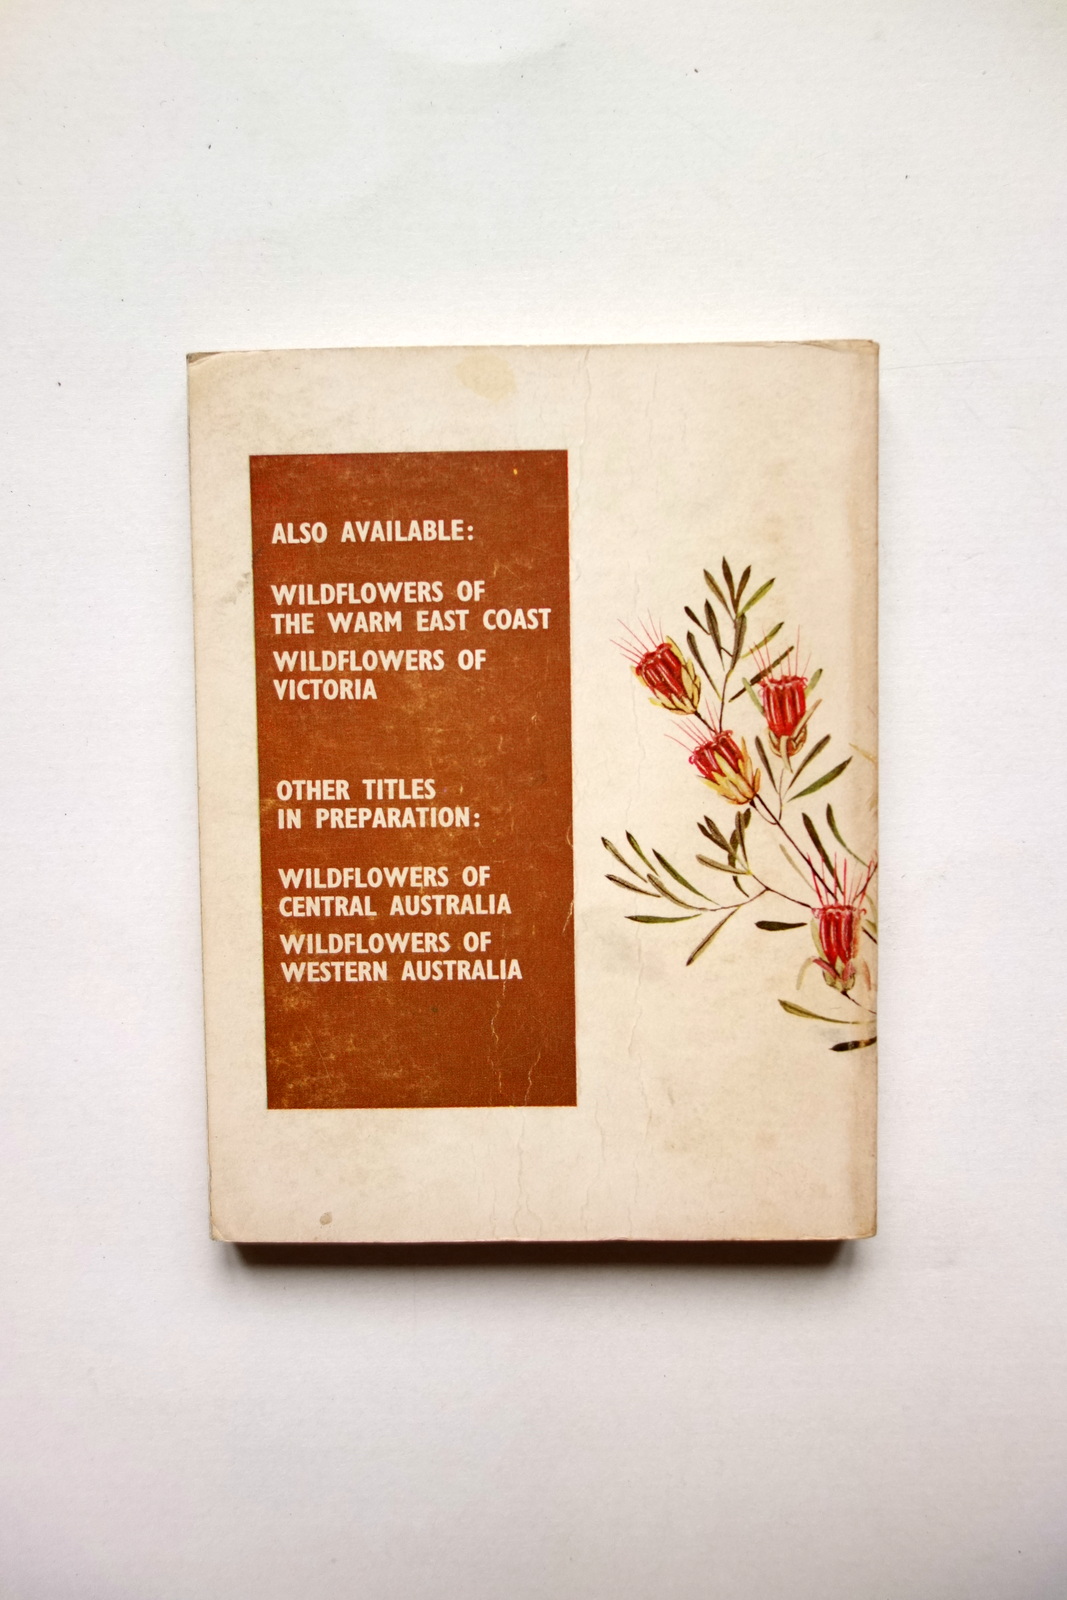 ALSO AVAILABLE:
WILDFLOWERS OF
THE WARM EAST COAST
WILDFLOWERS OF
VICTORIA
OTHER TITLES
IN PREPARATION:
WILDFLOWERS OF
CENTRAL AUSTRALIA
WILDFLOWERS OF
WESTERN AUSTRALIA